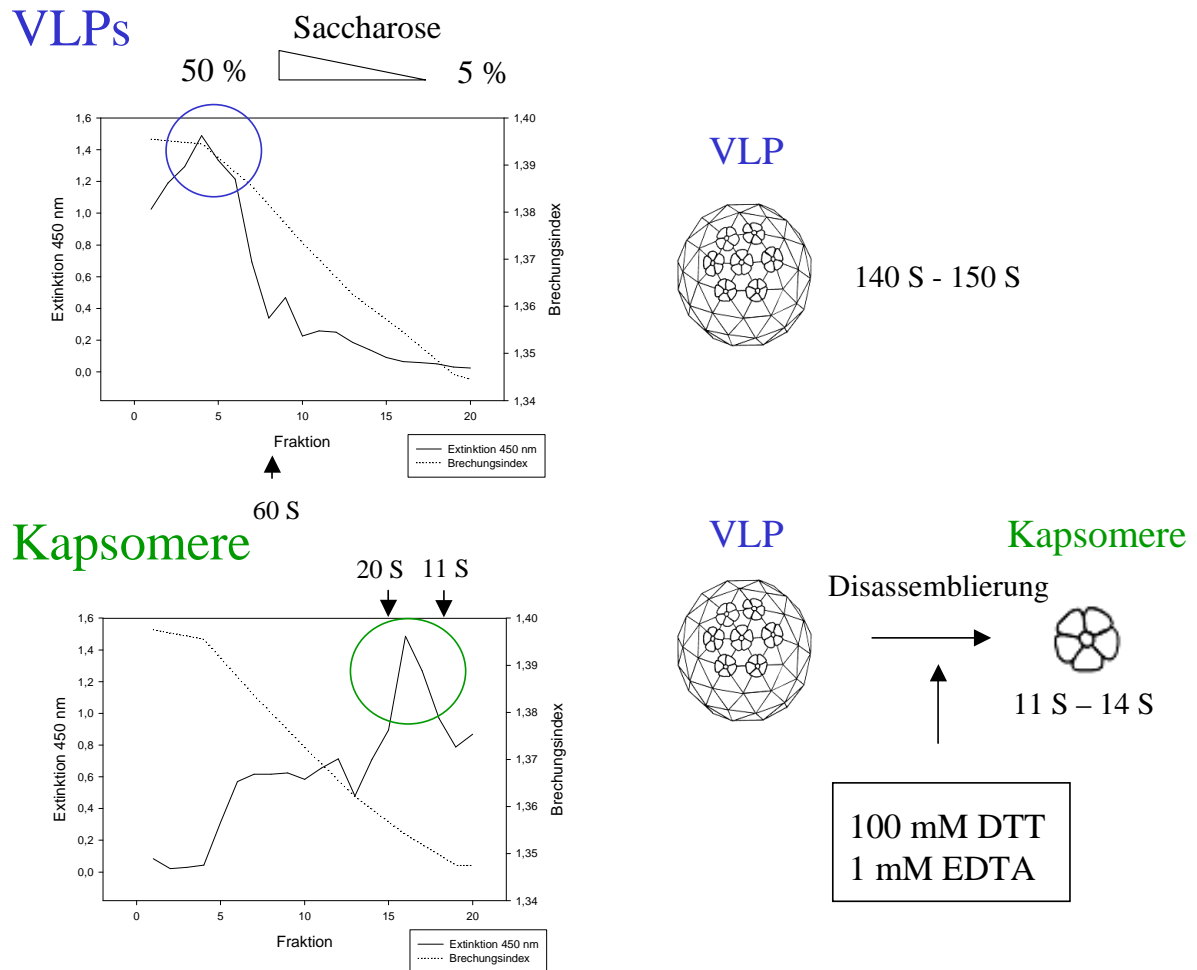 VLPs
Saccharose
50 %
5 %
1,6
1,4
1,2
1,0
0,8
0,6
0,4
0,2
0,0
Extinktion 450 nm
1,40
1,39
1,38
1,37
1,36
1,35
1,34
Brechungsindex
0 5 10 15 20
Fraktion
Extinktion 450 nm
Brechungsindex
60 S
VLP
140 S - 150 S
Kapsomere
20 S 11 S
1,6
1,4
1,2
1,0
0,8
0,6
0,4
0,2
0,0
Extinktion 450 nm
1,40
1,39
1,38
1,37
1,36
1,35
1,34
Brechungsindex
0 5 10 15 20
Fraktion
Extinktion 450 nm
Brechungsindex
VLP
Kapsomere
Disassemblierung
11 S – 14 S
100 mM DTT
1 mM EDTA